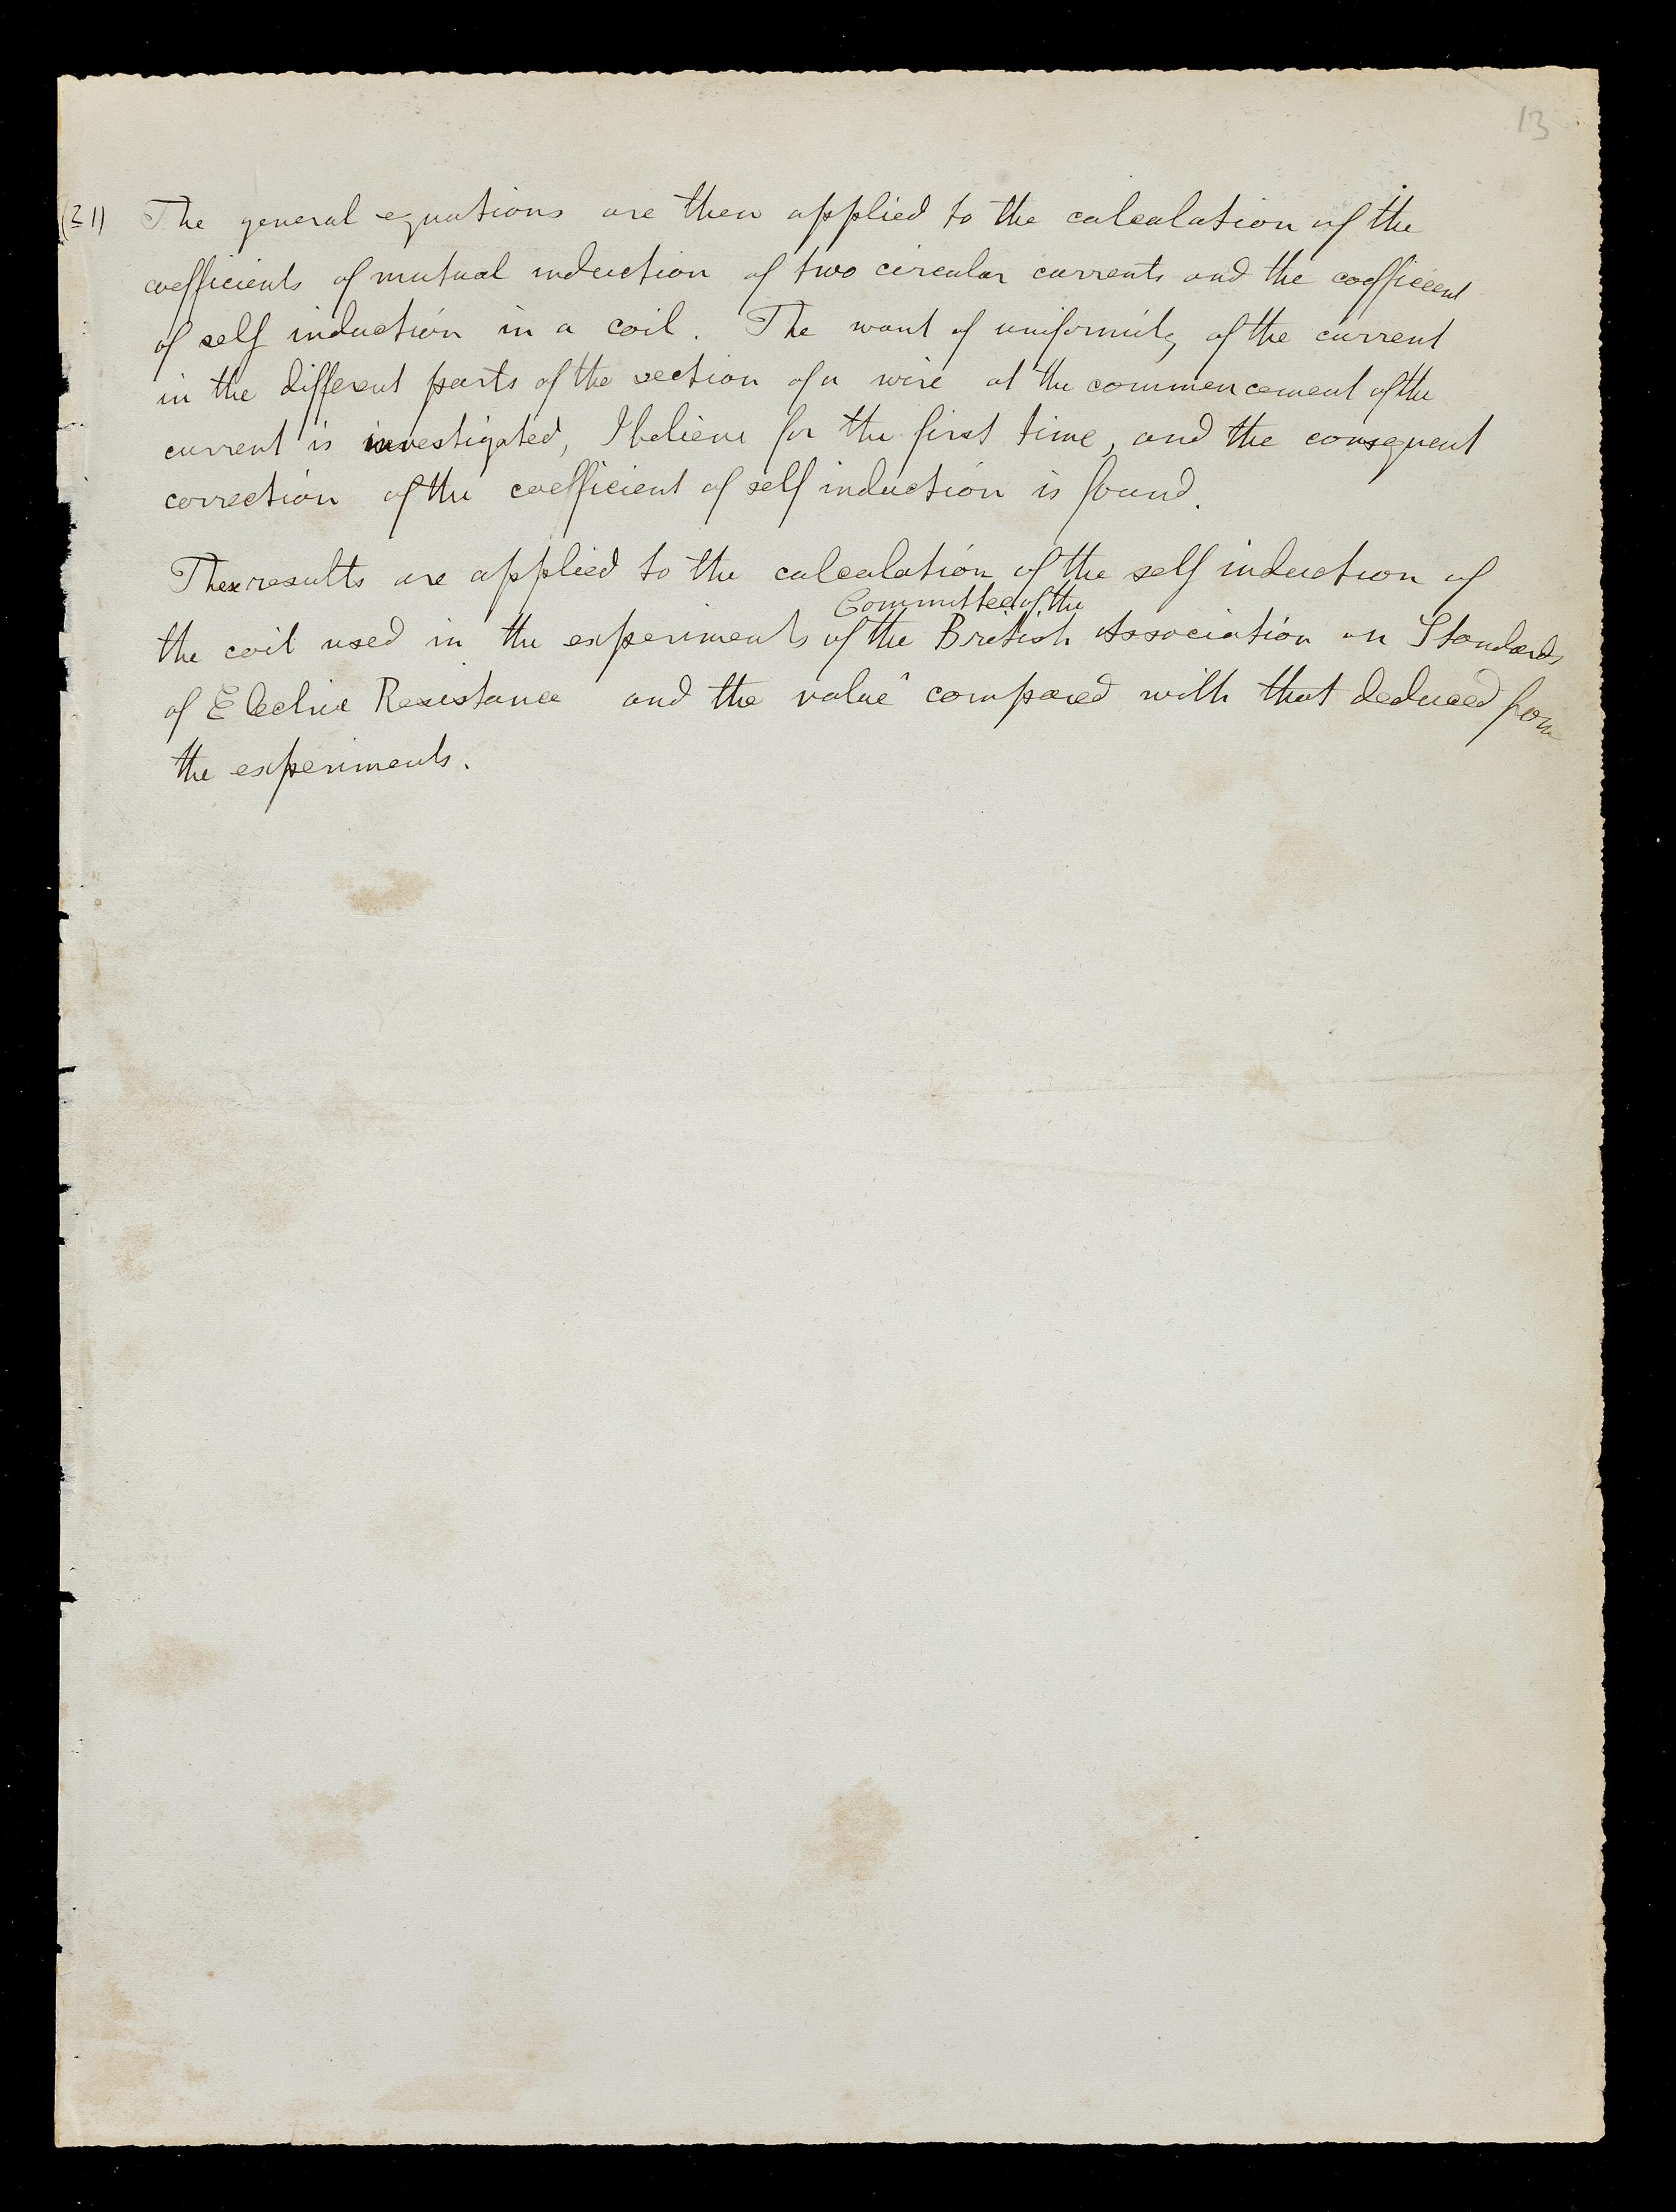 13
(21) The general equations are then applied to the calculation of the
coefficients of mutual induction of two circular currents and the coefficient
of self induction in a coil. The want of uniformity of the current
in the different parts of the section of a wire at the commencement of the
current is investigated, I believe for the first time, and the consequent
correction of the coefficient of self induction is found.
These results are applied to the calculation of the self induction of
Committee of the
the coil used in the experiments of the British Association on Standards
of Electric Resistance and the value compared with that deduced from
the experiments.